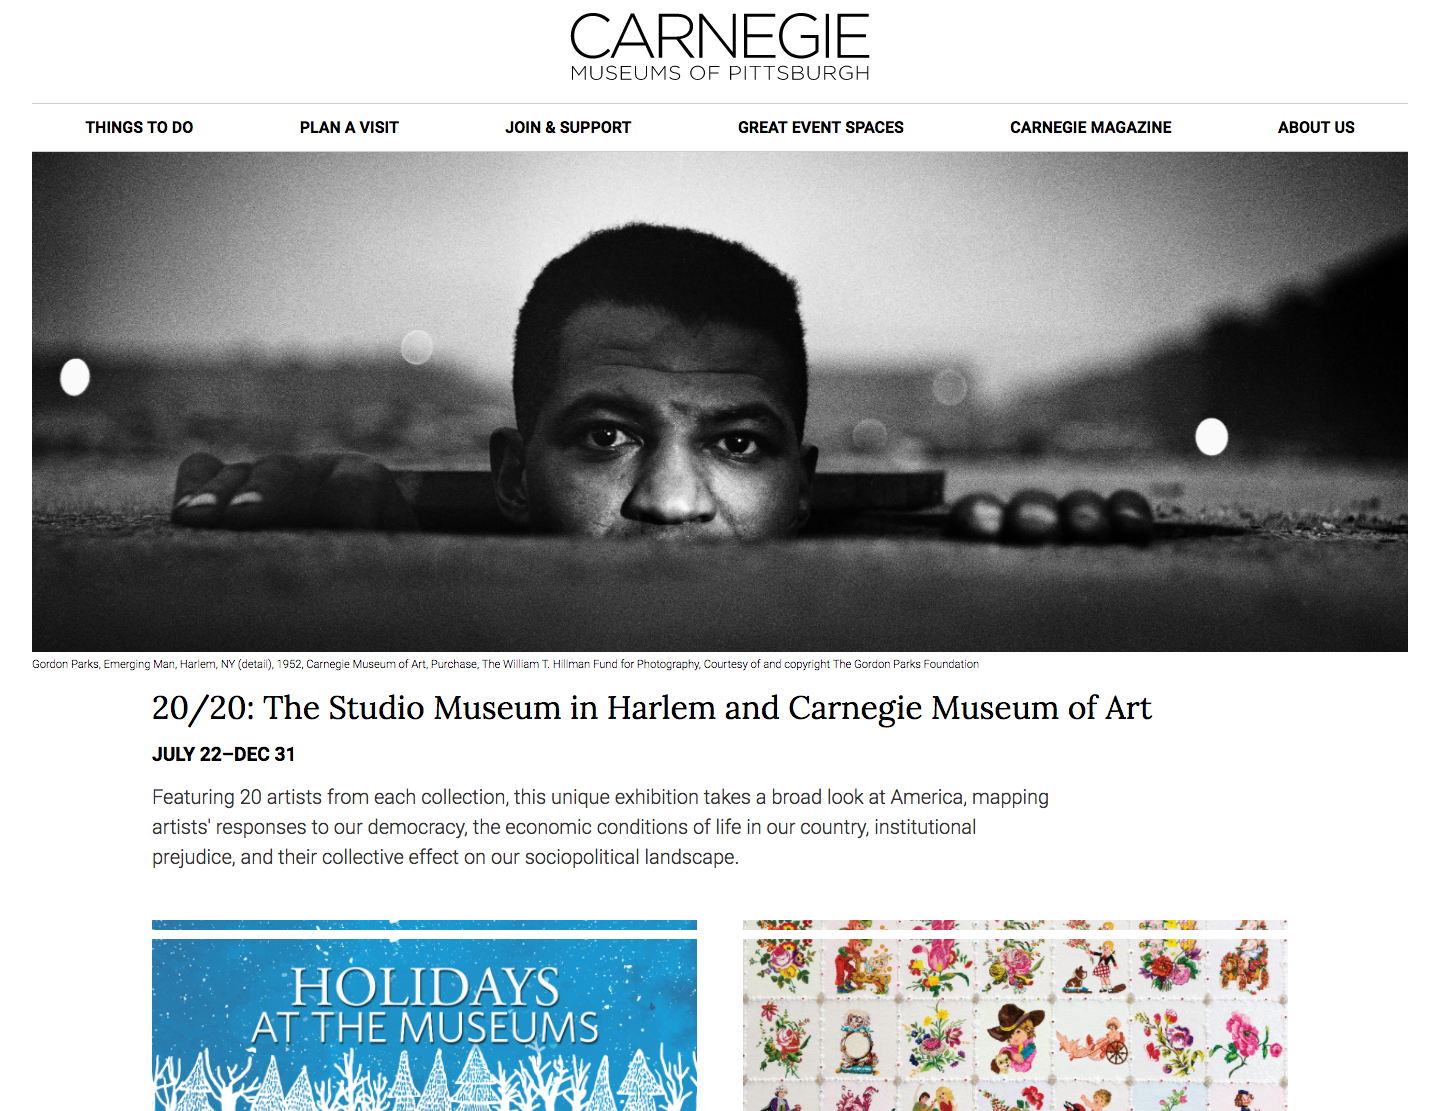 CARNEGIE
MUSEUMS OF PITTSBURGH
THINGS TO DO
PLAN A VISIT
JOIN & SUPPORT
GREAT EVENT SPACES
CARNEGIE MAGAZINE
ABOUT US
Gordon Parks, Emerging Man, Harlem, NY (detail), 1952, Carnegie Museum of Art, Purchase, The William T. Hillman Fund for Photography, Courtesy of and copyright The Gordon Parks Foundation
20/20: The Studio Museum in Harlem and Carnegie Museum of Art
JULY 22–DEC 31
Featuring 20 artists from each collection, this unique exhibition takes a broad look at America, mapping
artists' responses to our democracy, the economic conditions of life in our country, institutional
prejudice, and their collective effect on our sociopolitical landscape.
HOLIDAYS
AT THE MUSEUMS